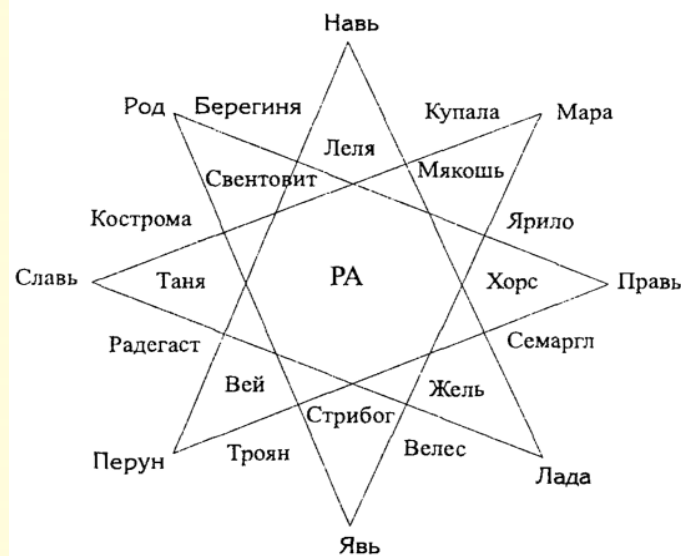 Навь
Род Берегиня Купала Мара
Леля
Свентовит Мякошь
Кострома Ярило
Славь Таня РА Хорс Правь
Радегаст Семаргл
Вей Жель
Стрибог
Перун Троян Велес Лада
Явь